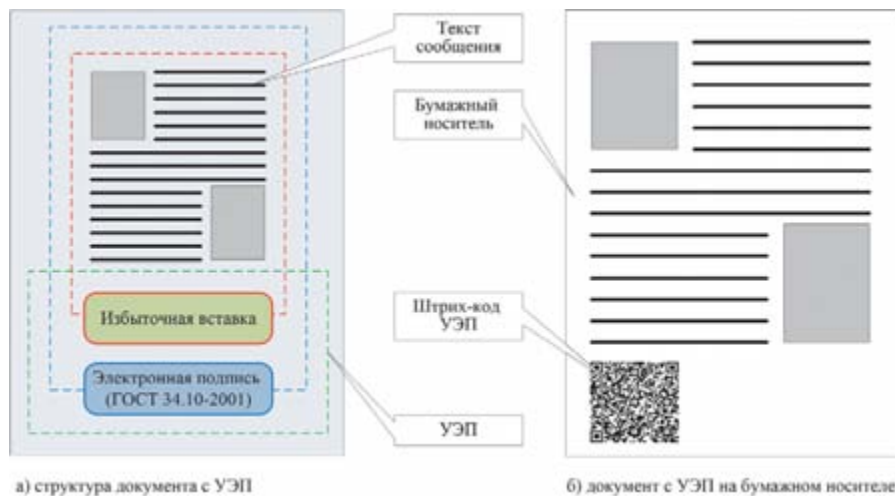 Текст
сообщения
Бумажный
носитель
Избыточная вставка
Штрих-код
УЭП
Электронная подпись
(ГОСТ 34.10-2001)
УЭП
а) структура документа с УЭП
б) документ с УЭП на бумажном носителе